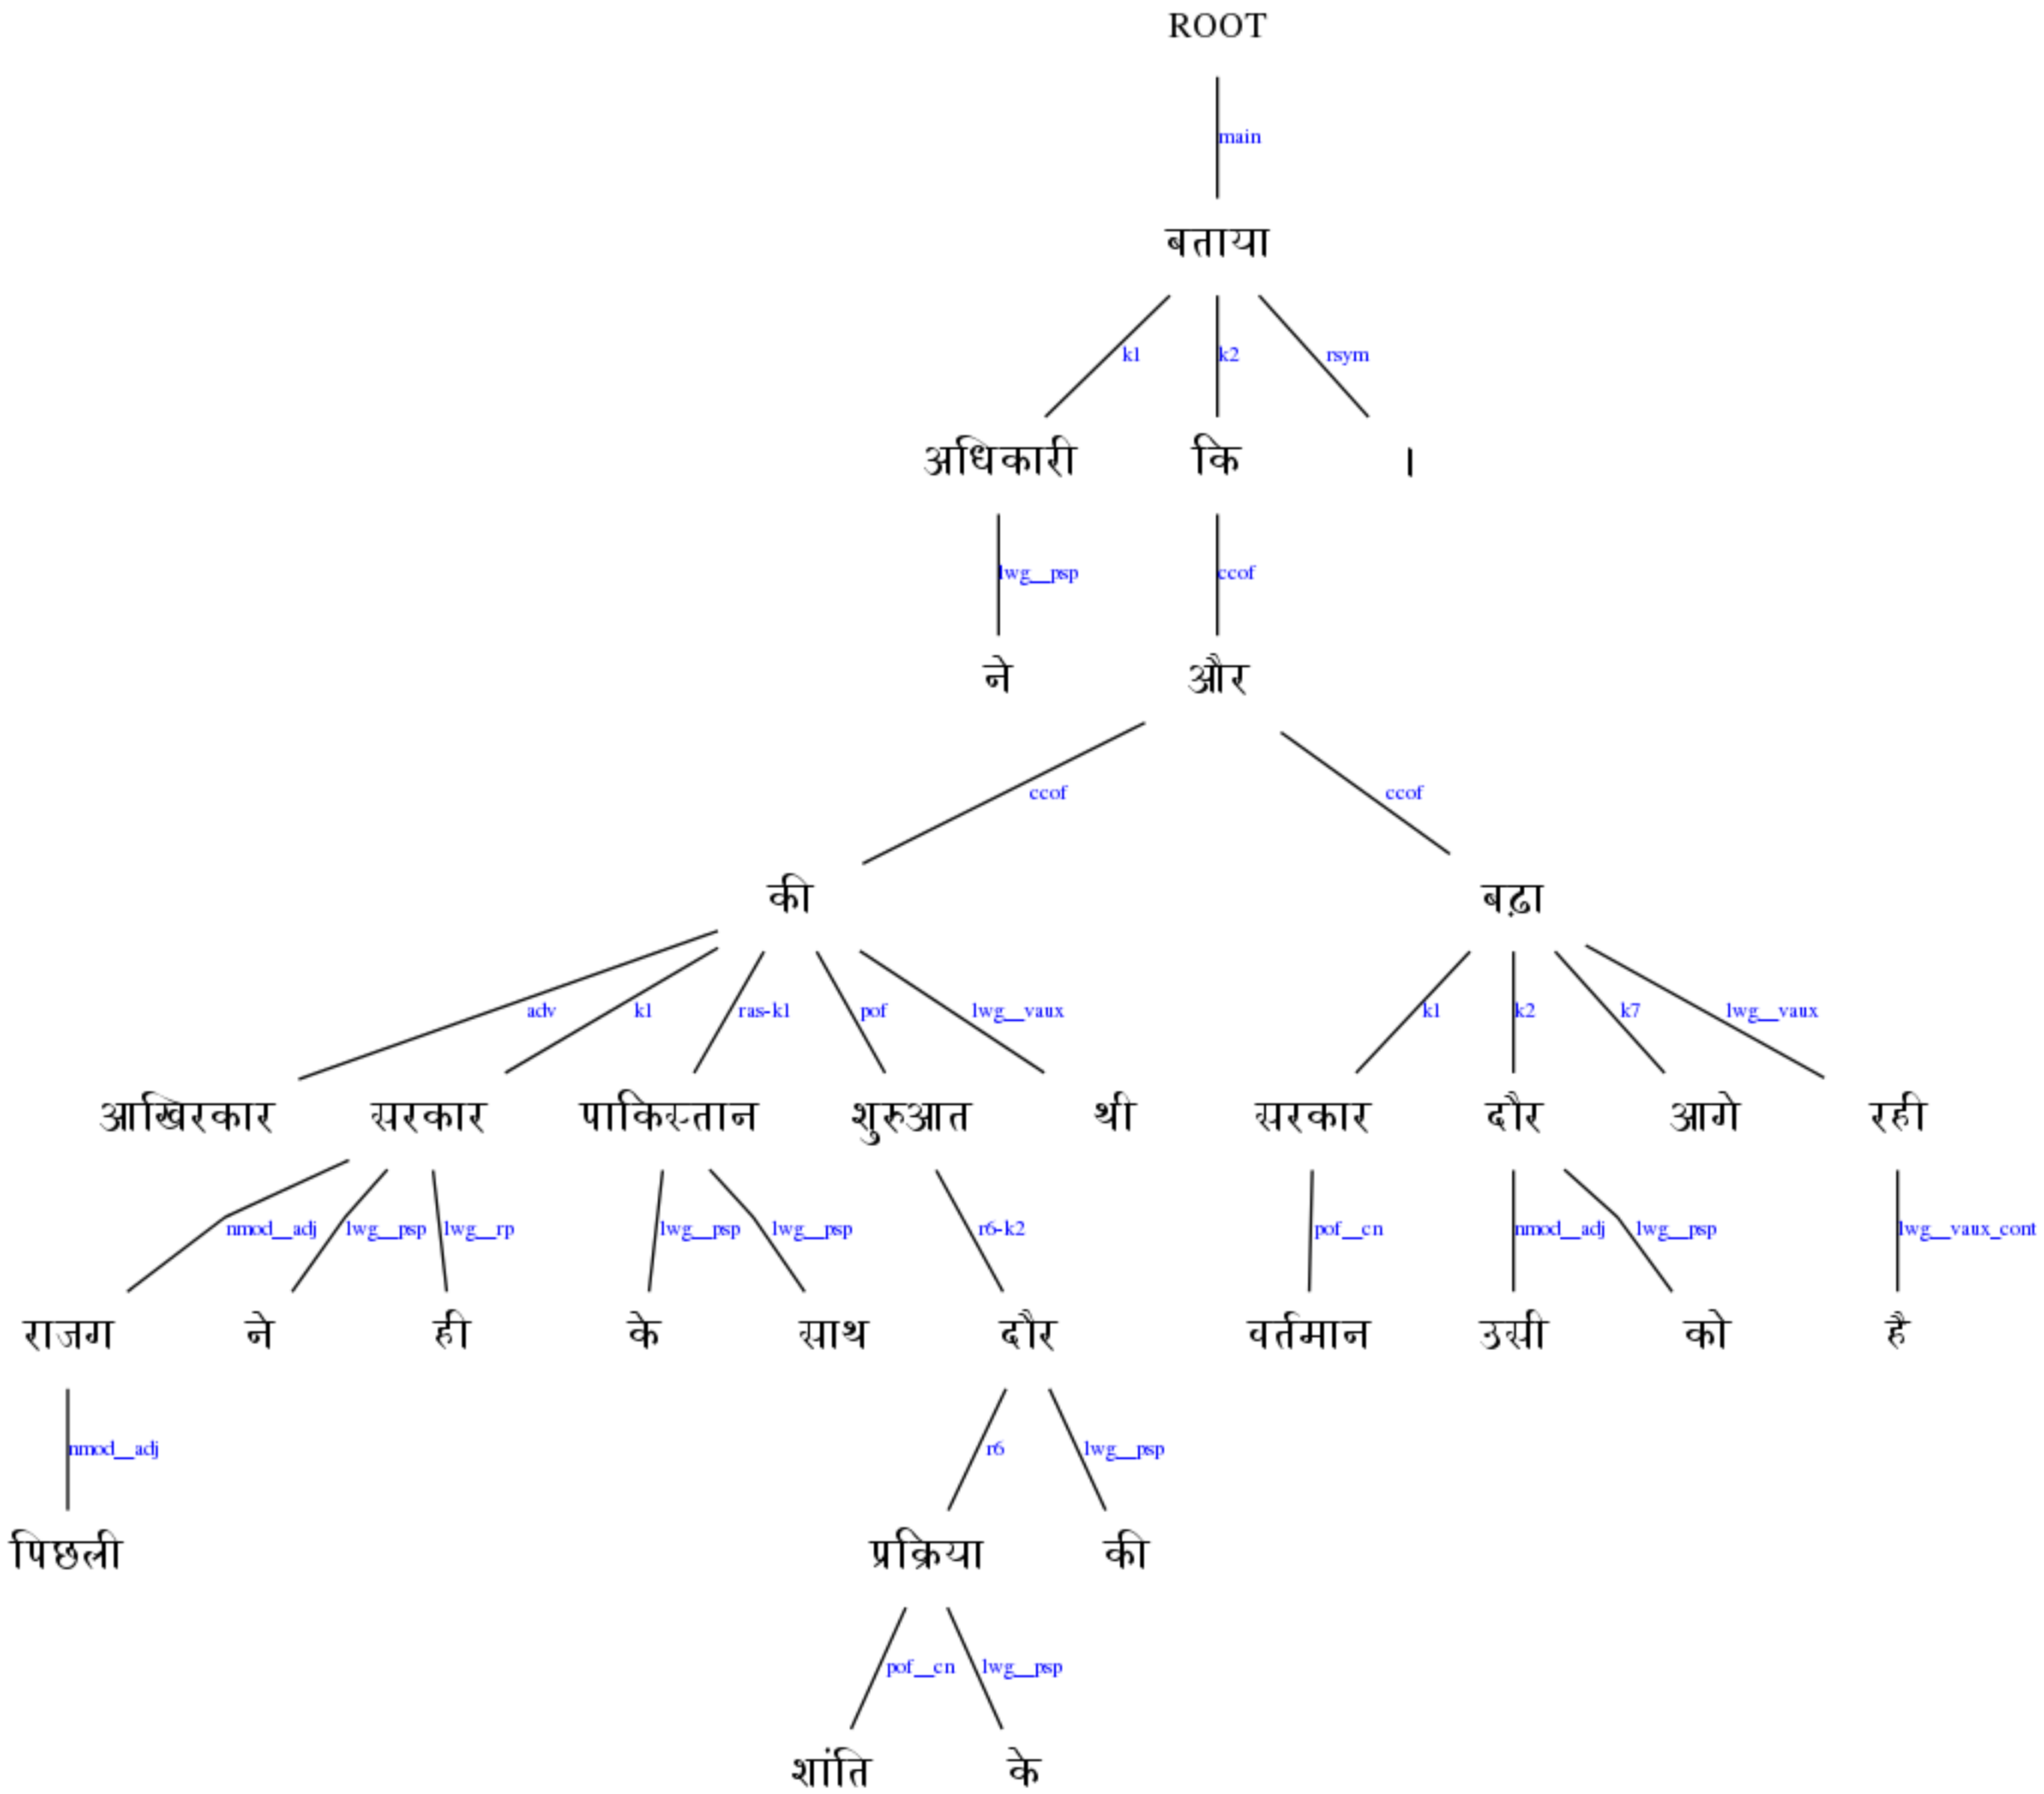 ROOT
main
बताया
k1 k2 rsym
अधिकारी कि ।
lwg__psp ccof
ने और
ccof ccof
की बढ़ा
adv k1 ras-k1 pof lwg__vaux k1 k2 k7 lwg__vaux
आखिरकार सरकार पाकिस्तान शुरुआत थी सरकार दौर आगे रही
nmod__adj lwg__psp lwg__rp lwg__psp lwg__psp r6-k2 pof__cn nmod__adj lwg__psp lwg__vaux_cont
राजग ने ही के साथ दौर वर्तमान उसी को है
nmod__adj r6 lwg__psp
पिछली प्रक्रिया की
pof__cn lwg__psp
शांति के